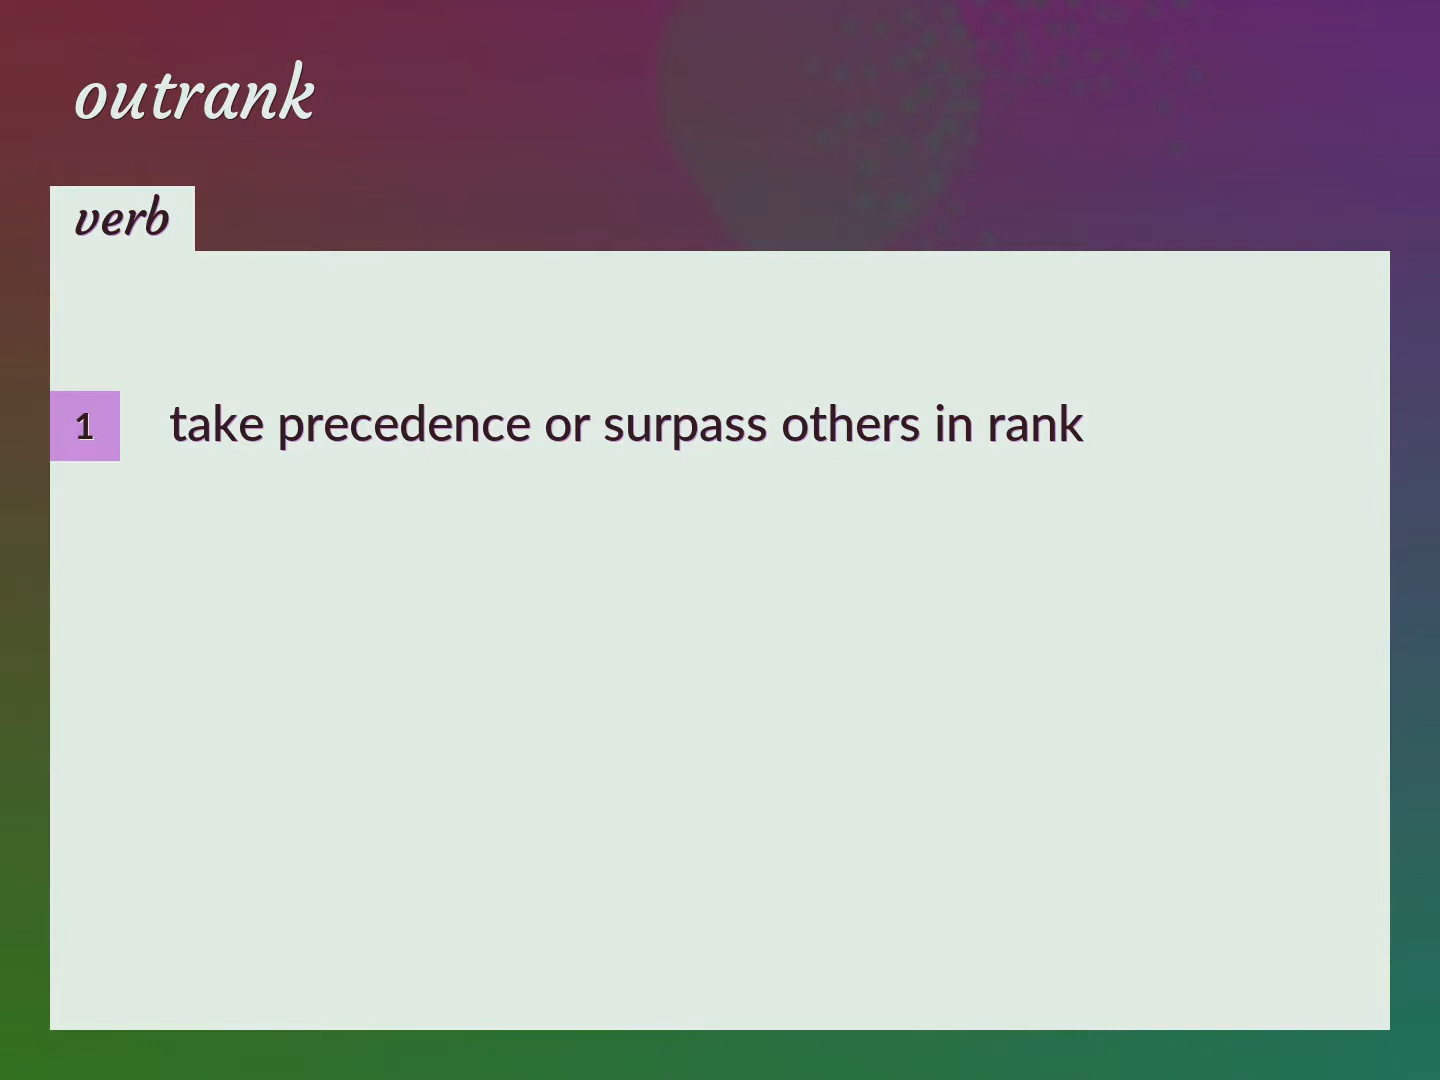 outrank
verb
1 take precedence or surpass others in rank